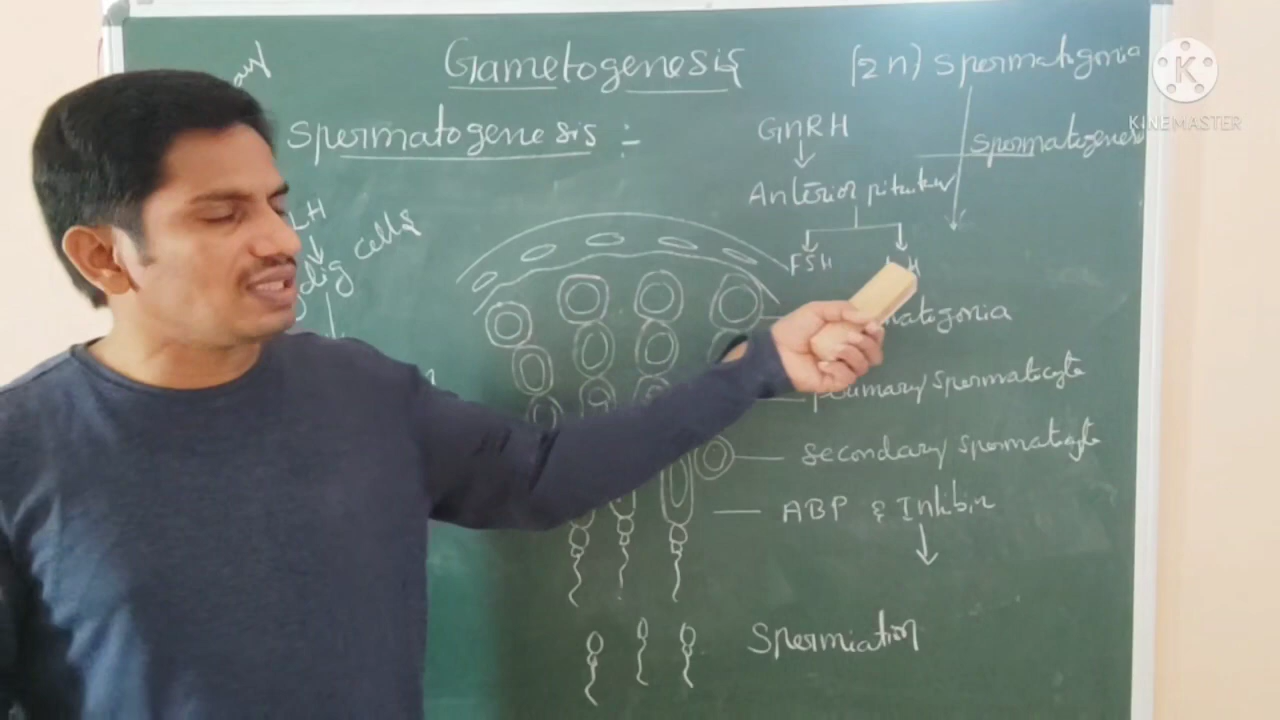 Gametogenesis
(2n) Spermatogonia
Spermatogenesis :-
GnRH
Spermatogenesis
Anterior pituitary
LH
cells
FSH
primary spermatocyte
secondary spermatocyte
ABP & Inhibin
Spermiation
KINEMASTER